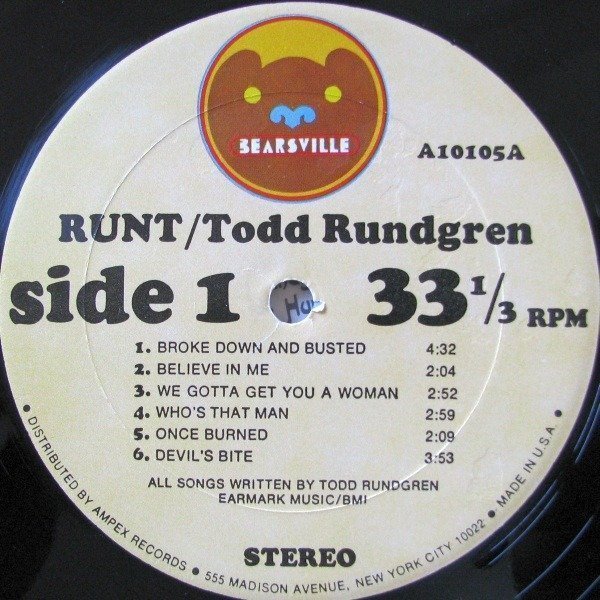 BEARSVILLE
A10105A
RUNT/Todd Rundgren
side 1 33 1/3 RPM
1. BROKE DOWN AND BUSTED 4:32
2. BELIEVE IN ME 2:04
3. WE GOTTA GET YOU A WOMAN 2:52
4. WHO'S THAT MAN 2:59
5. ONCE BURNED 2:09
6. DEVIL'S BITE 3:53
ALL SONGS WRITTEN BY TODD RUNDGREN
EARMARK MUSIC/BMI
STEREO
• DISTRIBUTED BY AMPEX RECORDS • 555 MADISON AVENUE, NEW YORK CITY 10022 • MADE IN U.S.A •